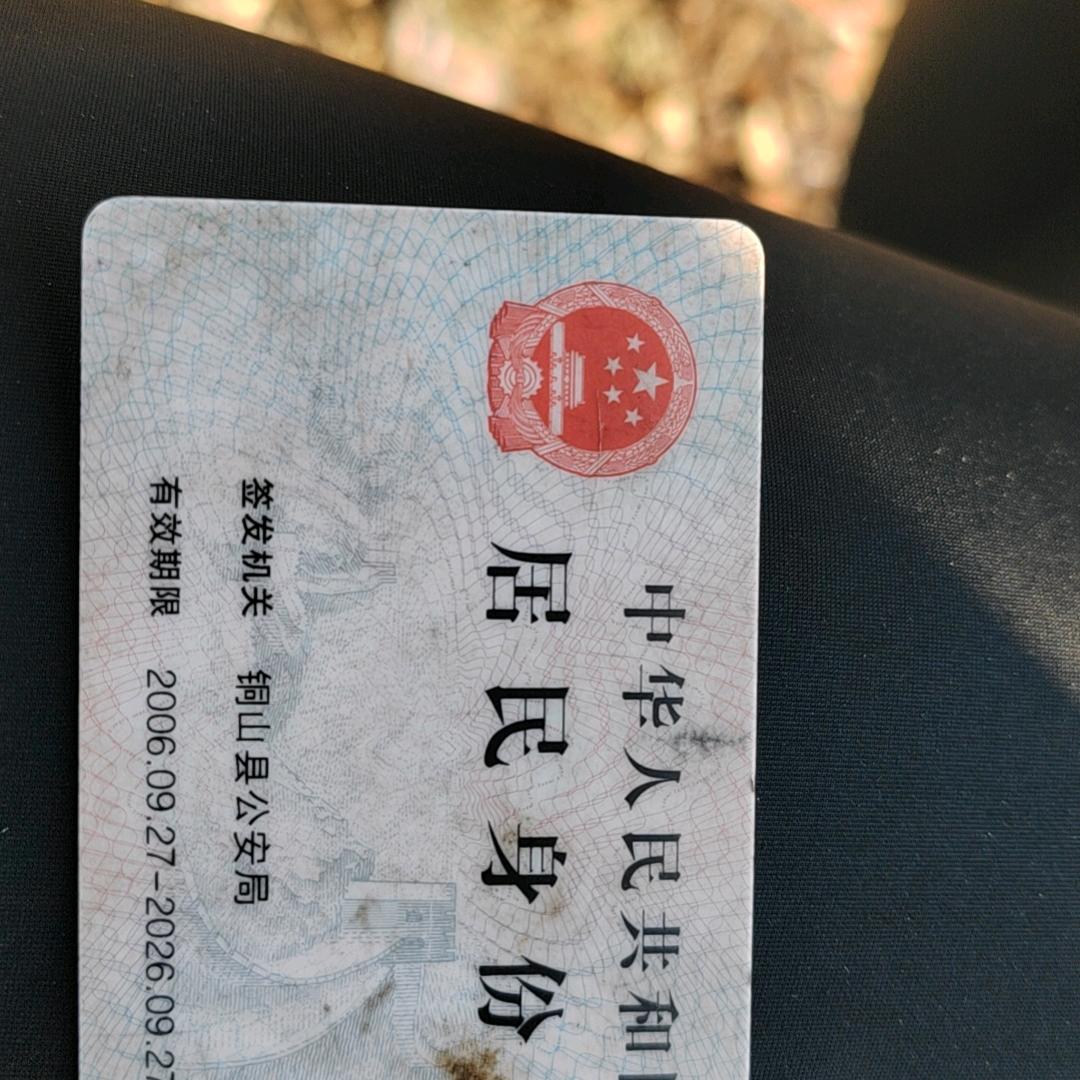 中华人民共和
居民身份
签发机关 铜山县公安局
有效期限 2006.09.27-2026.09.27